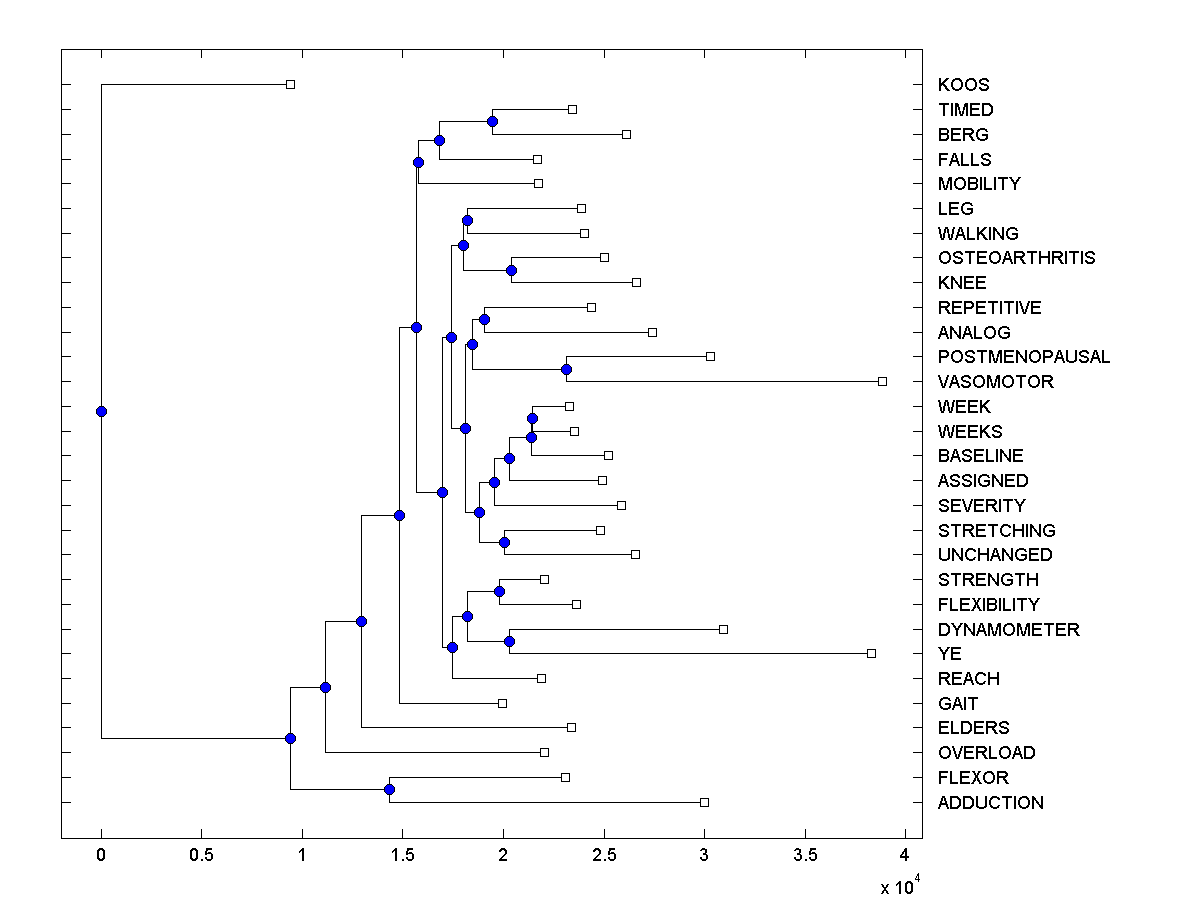 KOOS
TIMED
BERG
FALLS
MOBILITY
LEG
WALKING
OSTEOARTHRITIS
KNEE
REPETITIVE
ANALOG
POSTMENOPAUSAL
VASOMOTOR
WEEK
WEEKS
BASELINE
ASSIGNED
SEVERITY
STRETCHING
UNCHANGED
STRENGTH
FLEXIBILITY
DYNAMOMETER
YE
REACH
GAIT
ELDERS
OVERLOAD
FLEXOR
ADDUCTION
0 0.5 1 1.5 2 2.5 3 3.5 4
x 10^4